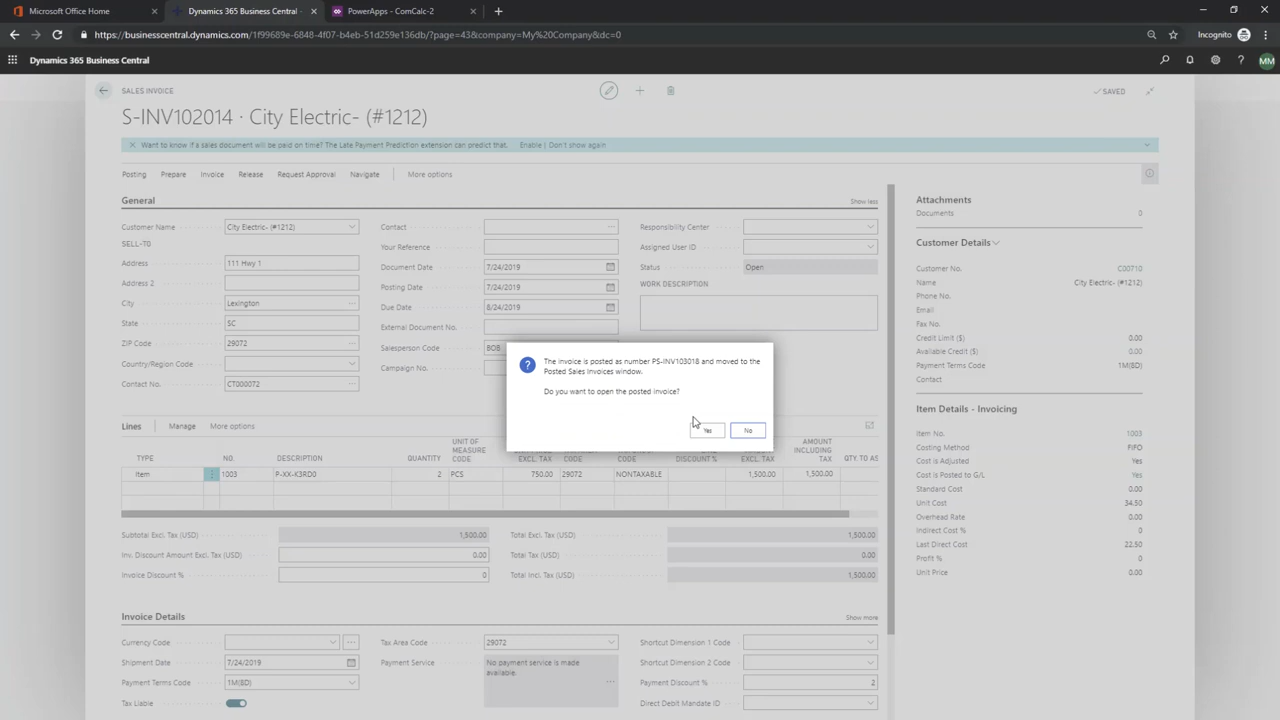 Microsoft Office Home
Dynamics 365 Business Central -
PowerApps - ComCalc-2
https://businesscentral.dynamics.com/1f99689e-6848-4f07-b4eb-51d259e136db/?page=43&company=My%20Company&dc=0
Incognito
Dynamics 365 Business Central
MM
SALES INVOICE
SAVED
S-INV102014 · City Electric- (#1212)
Want to know if a sales document will be paid on time? The Late Payment Prediction extension can predict that. Enable | Don't show again
Posting Prepare Invoice Release Request Approval Navigate More options
General Show less
Customer Name City Electric- (#1212)
SELL-TO
Address 111 Hwy 1
Address 2
City Lexington
State SC
ZIP Code 29072
Country/Region Code
Contact No. CT000072
Contact
Your Reference
Document Date 7/24/2019
Posting Date 7/24/2019
Due Date 8/24/2019
External Document No.
Salesperson Code BOB
Campaign No.
Responsibility Center
Assigned User ID
Status Open
WORK DESCRIPTION
The invoice is posted as number PS-INV103018 and moved to the
Posted Sales Invoices window.
Do you want to open the posted invoice?
Yes No
Lines Manage More options
TYPE NO. DESCRIPTION QUANTITY UNIT OF MEASURE CODE EXCL. TAX CODE CODE DISCOUNT % EXCL. TAX AMOUNT INCLUDING TAX QTY. TO AS
Item 1003 P-XX-K3RD0 2 PCS 750.00 29072 NONTAXABLE 1,500.00 1,500.00
Subtotal Excl. Tax (USD) 1,500.00
Inv. Discount Amount Excl. Tax (USD) 0.00
Invoice Discount % 0
Total Excl. Tax (USD) 1,500.00
Total Tax (USD) 0.00
Total Incl. Tax (USD) 1,500.00
Invoice Details Show more
Currency Code
Shipment Date 7/24/2019
Payment Terms Code 1M(8D)
Tax Liable
Tax Area Code 29072
Payment Service No payment service is made
available.
Shortcut Dimension 1 Code
Shortcut Dimension 2 Code
Payment Discount % 2
Direct Debit Mandate ID
Attachments
Documents 0
Customer Details
Customer No. C00710
Name City Electric- (#1212)
Phone No.
Email
Fax No.
Credit Limit ($) 0.00
Available Credit ($) 0.00
Payment Terms Code 1M(8D)
Contact
Item Details - Invoicing
Item No. 1003
Costing Method FIFO
Cost is Adjusted Yes
Cost is Posted to G/L Yes
Standard Cost 0.00
Unit Cost 34.50
Overhead Rate 0.00
Indirect Cost % 0
Last Direct Cost 22.50
Profit % 0
Unit Price 0.00